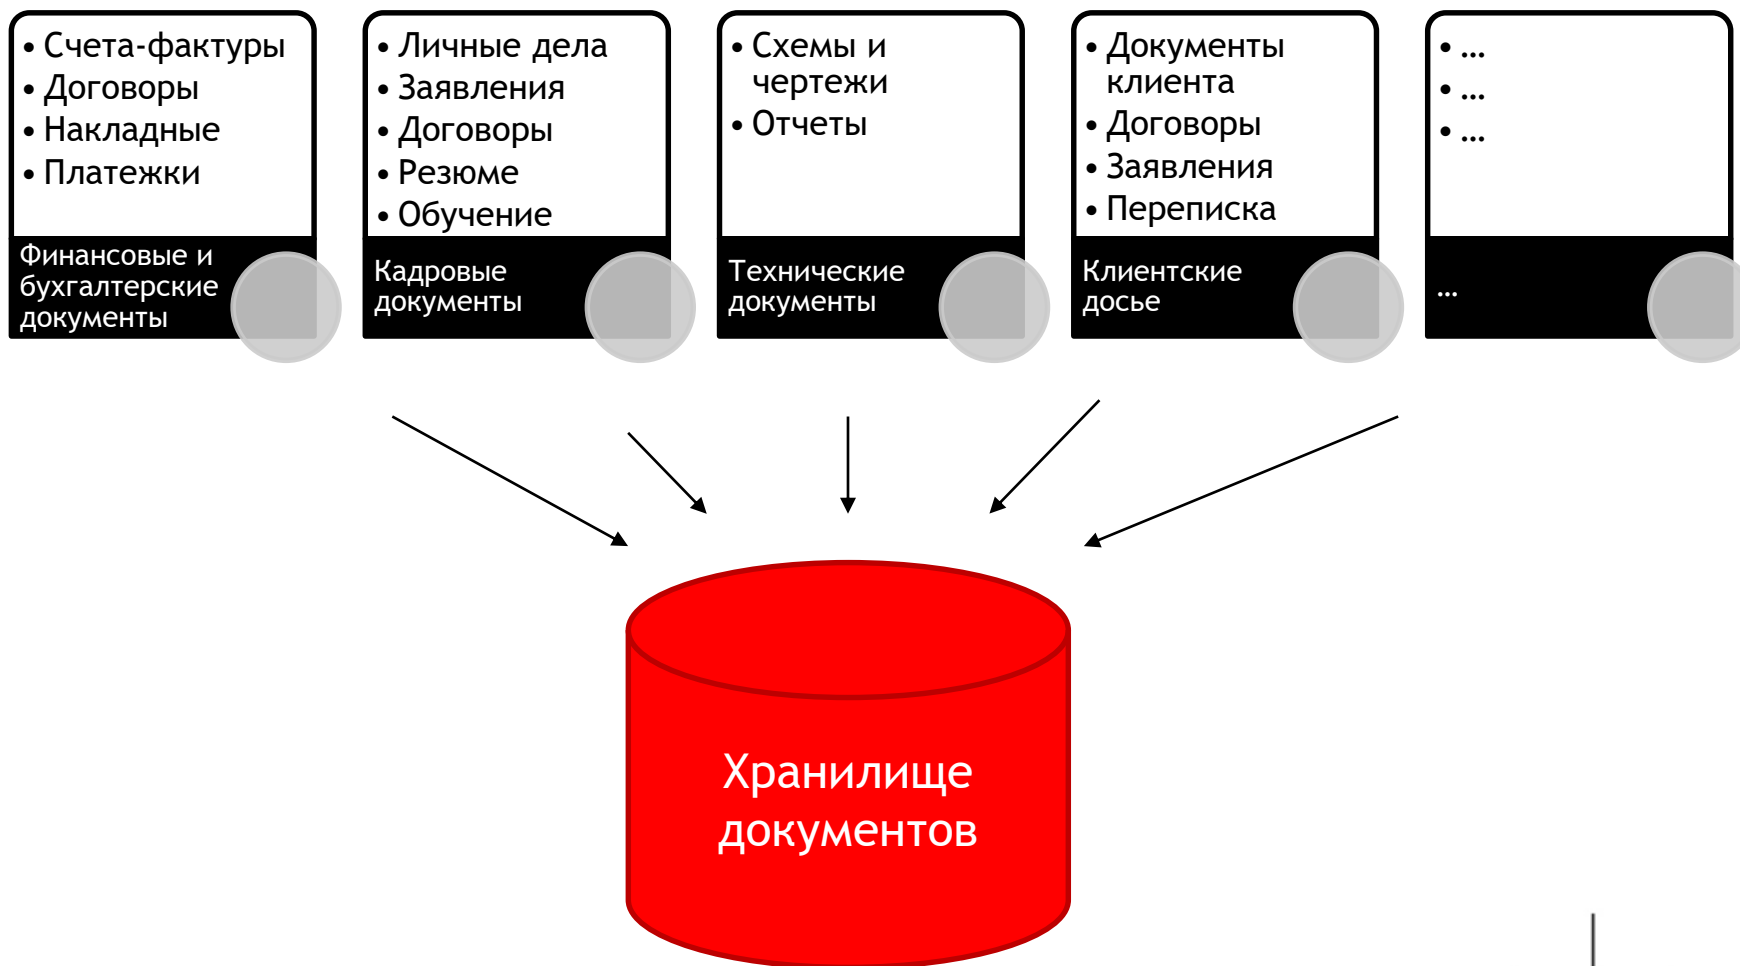 • Счета-фактуры
• Договоры
• Накладные
• Платежки
Финансовые и
бухгалтерские
документы
• Личные дела
• Заявления
• Договоры
• Резюме
• Обучение
Кадровые
документы
• Схемы и
чертежи
• Отчеты
Технические
документы
• Документы
клиента
• Договоры
• Заявления
• Переписка
Клиентские
досье
• ...
• ...
• ...
...
Хранилище
документов